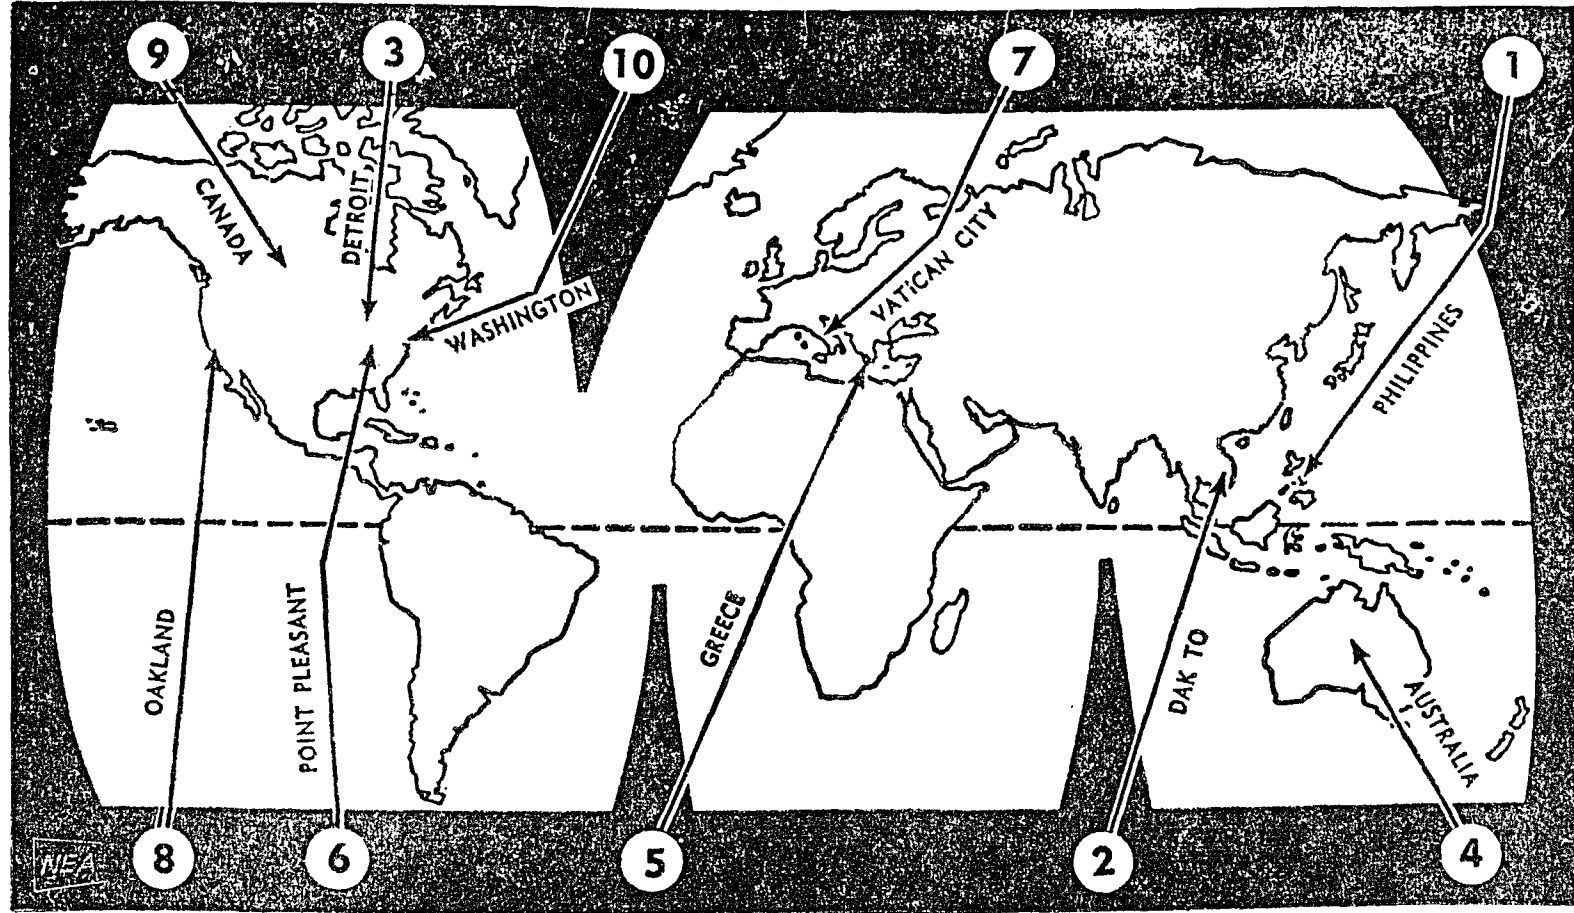 9
3
10
7
1
CANADA
DETROIT
WASHINGTON
VATICAN CITY
PHILIPPINES
OAKLAND
POINT PLEASANT
GREECE
DAK TO
AUSTRALIA
NEA
8
6
5
2
4